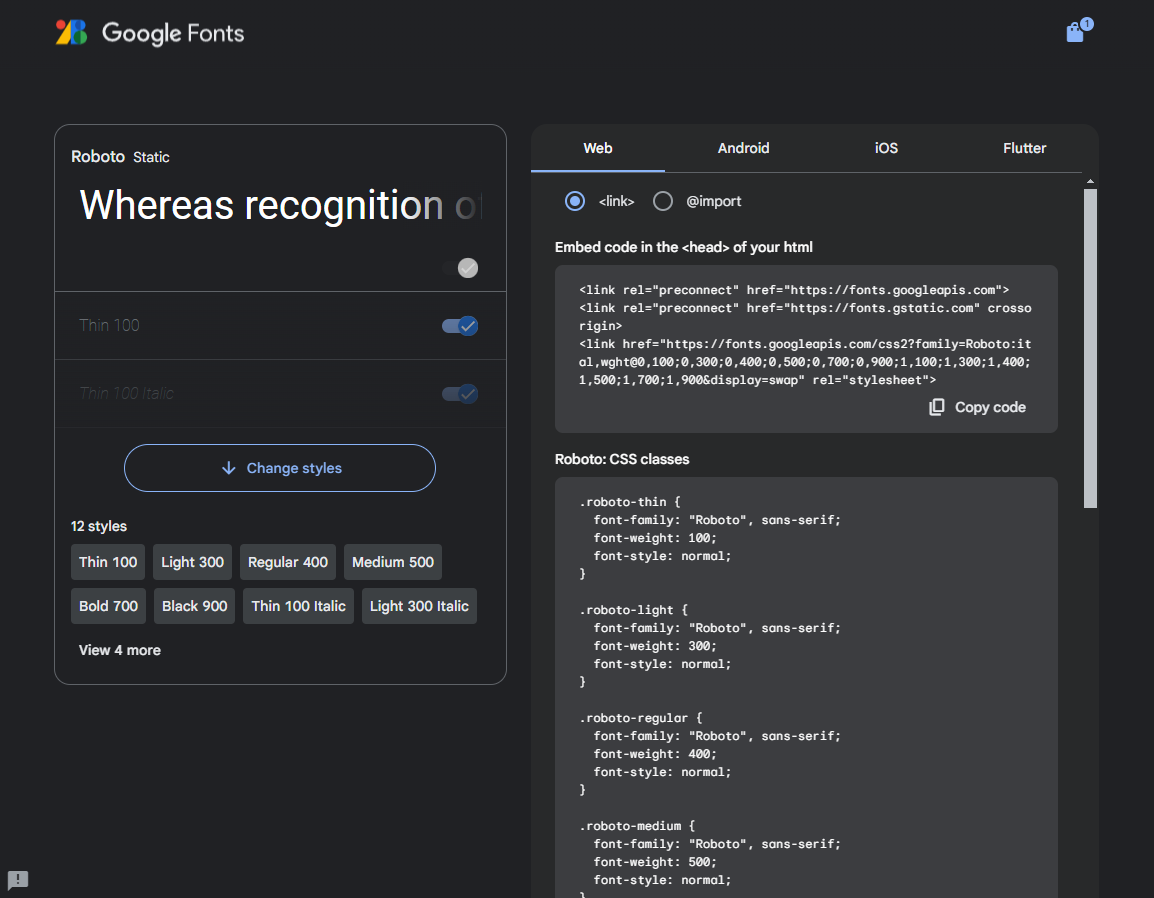 Google Fonts
1
Roboto Static
Whereas recognition
Thin 100
Thin 100 Italic
Change styles
12 styles
Thin 100 Light 300 Regular 400 Medium 500
Bold 700 Black 900 Thin 100 Italic Light 300 Italic
View 4 more
Web Android iOS Flutter
<link> @import
Embed code in the <head> of your html
<link rel="preconnect" href="https://fonts.googleapis.com">
<link rel="preconnect" href="https://fonts.gstatic.com" crosso
rigin>
<link href="https://fonts.googleapis.com/css2?family=Roboto:it
al,wght@0,100;0,300;0,400;0,500;0,700;0,900;1,100;1,300;1,400;
1,500;1,700;1,900&display=swap" rel="stylesheet">
Copy code
Roboto: CSS classes
.roboto-thin {
font-family: "Roboto", sans-serif;
font-weight: 100;
font-style: normal;
}
.roboto-light {
font-family: "Roboto", sans-serif;
font-weight: 300;
font-style: normal;
}
.roboto-regular {
font-family: "Roboto", sans-serif;
font-weight: 400;
font-style: normal;
}
.roboto-medium {
font-family: "Roboto", sans-serif;
font-weight: 500;
font-style: normal;